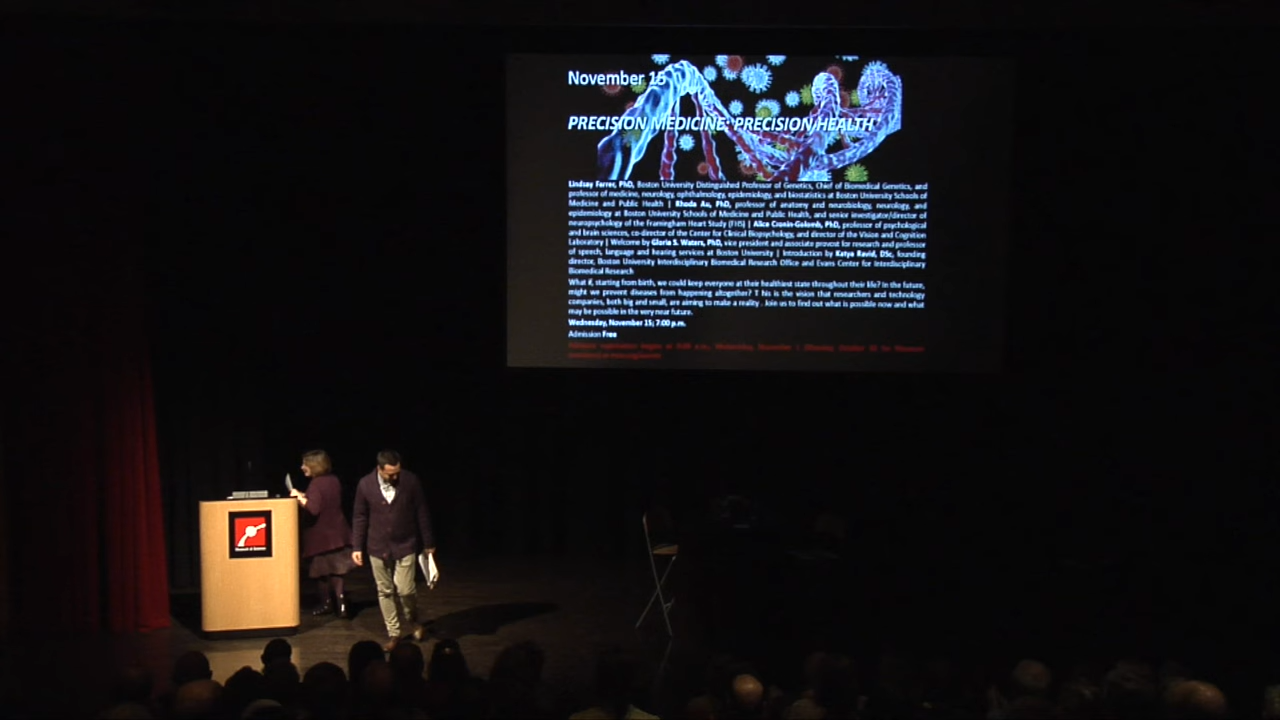 November 15
PRECISION MEDICINE: PRECISION HEALTH
Lindsay Farrer, PhD, Boston University Distinguished Professor of Genetics, Chief of Biomedical Genetics, and
professor of medicine, neurology, ophthalmology, epidemiology, and biostatistics at Boston University Schools of
Medicine and Public Health | Rhoda Au, PhD, professor of anatomy and neurobiology, neurology, and
epidemiology at Boston University Schools of Medicine and Public Health, and senior investigator/director of
neuropsychology of the Framingham Heart Study (FHS) | Alice Cronin-Golomb, PhD, professor of psychological
and brain sciences, co-director of the Center for Clinical Biopsychology, and director of the Vision and Cognition
Laboratory | Welcome by Gloria S. Waters, PhD, vice president and associate provost for research and professor
of speech, language and hearing services at Boston University | Introduction by Katya Ravid, DSc, founding
director, Boston University Interdisciplinary Biomedical Research Office and Evans Center for Interdisciplinary
Biomedical Research
What if, starting from birth, we could keep everyone at their healthiest state throughout their life? In the future,
might we prevent diseases from happening altogether? T his is the vision that researchers and technology
companies, both big and small, are aiming to make a reality . Join us to find out what is possible now and what
may be possible in the very near future.
Wednesday, November 15; 7:00 p.m.
Admission Free